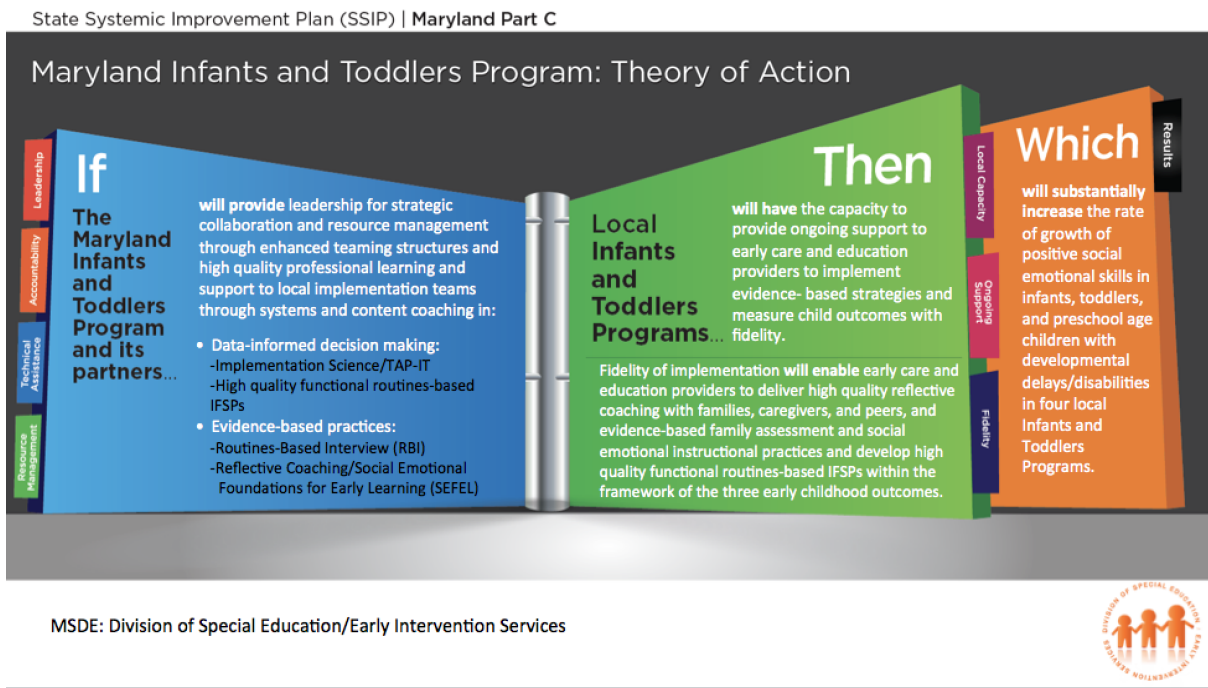 State Systemic Improvement Plan (SSIP) | Maryland Part C
Maryland Infants and Toddlers Program: Theory of Action
Leadership
Accountability
Technical
Assistance
Resource
Management
If
The
Maryland
Infants
and
Toddlers
Program
and its
partners...
will provide leadership for strategic
collaboration and resource management
through enhanced teaming structures and
high quality professional learning and
support to local implementation teams
through systems and content coaching in:
• Data-informed decision making:
-Implementation Science/TAP-IT
-High quality functional routines-based
IFSPs
• Evidence-based practices:
-Routines-Based Interview (RBI)
-Reflective Coaching/Social Emotional
Foundations for Early Learning (SEFEL)
Then
Local
Infants
and
Toddlers
Programs...
will have the capacity to
provide ongoing support to
early care and education
providers to implement
evidence- based strategies and
measure child outcomes with
fidelity.
Fidelity of implementation will enable early care and
education providers to deliver high quality reflective
coaching with families, caregivers, and peers, and
evidence-based family assessment and social
emotional instructional practices and develop high
quality functional routines-based IFSPs within the
framework of the three early childhood outcomes.
Local Capacity
Ongoing
Support
Fidelity
Which
will substantially
increase the rate
of growth of
positive social
emotional skills in
infants, toddlers,
and preschool age
children with
developmental
delays/disabilities
in four local
Infants and
Toddlers
Programs.
Results
MSDE: Division of Special Education/Early Intervention Services
DIVISION OF SPECIAL EDUCATION · EARLY INTERVENTION SERVICES